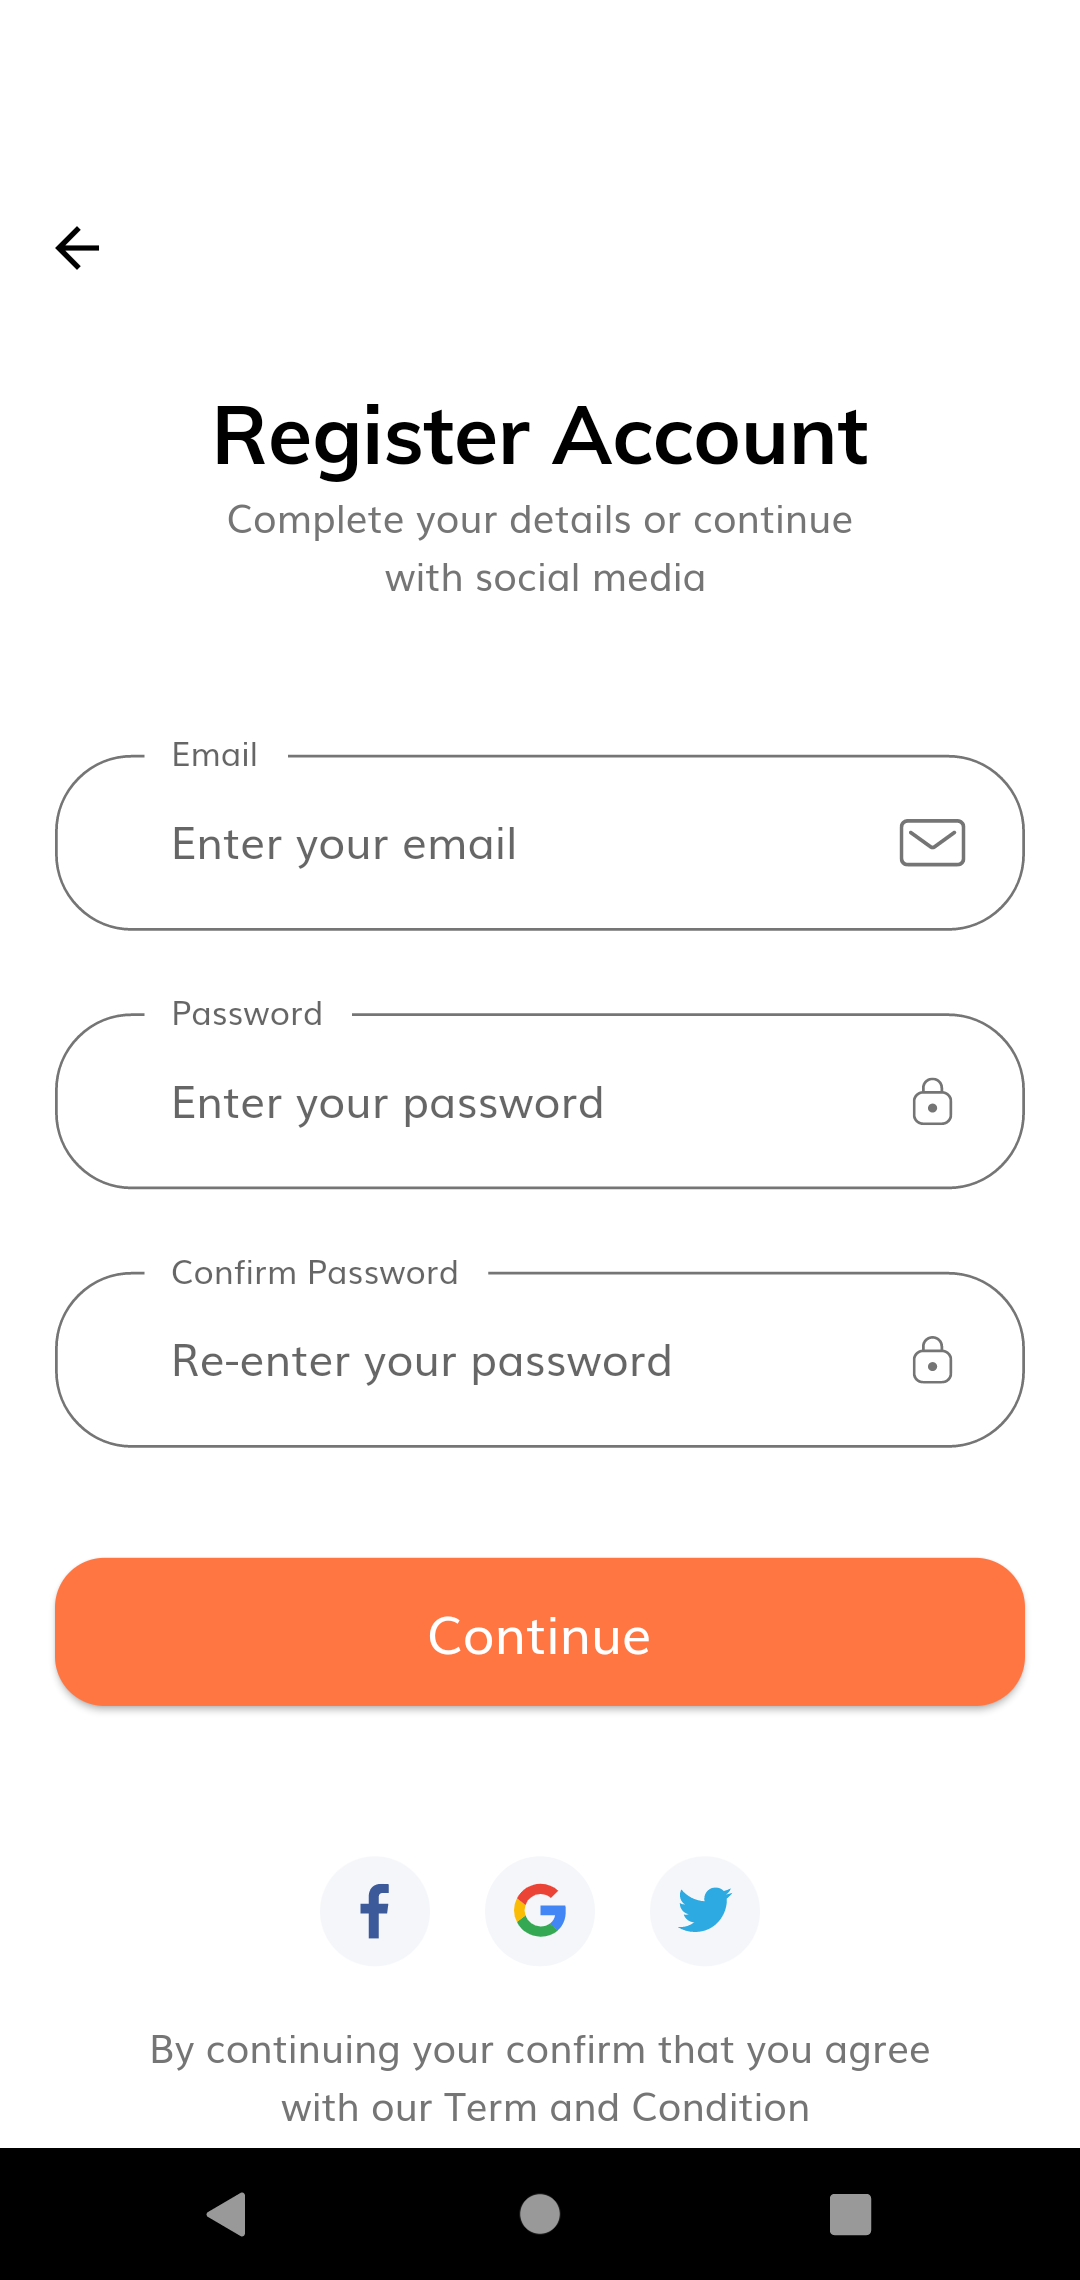 Register Account
Complete your details or continue
with social media
Email
Enter your email
Password
Enter your password
Confirm Password
Re-enter your password
Continue
By continuing your confirm that you agree
with our Term and Condition